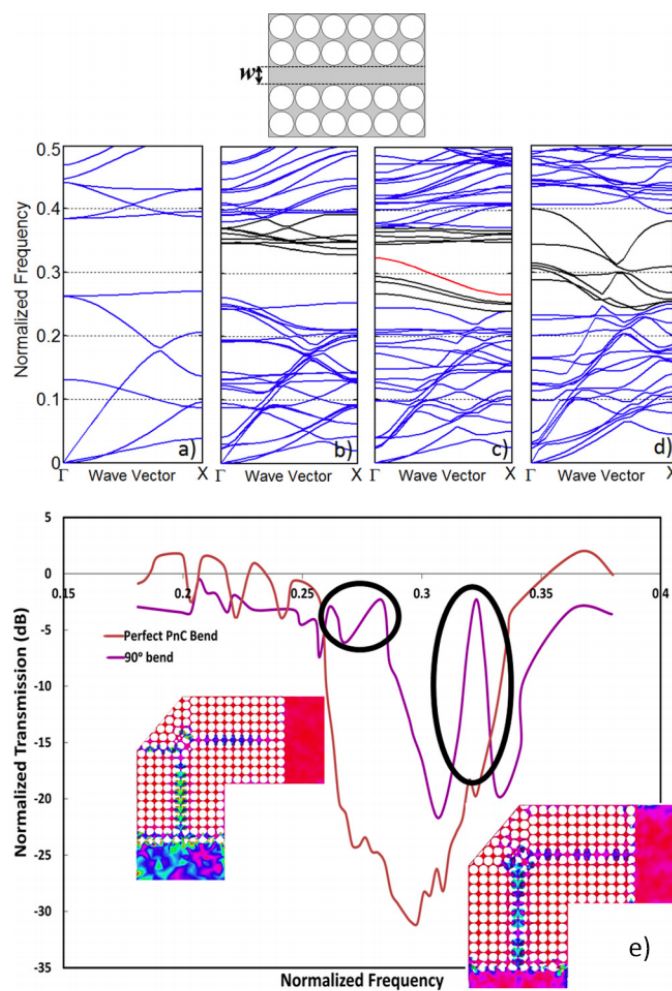 w
0.5
0.4
0.3
0.2
0.1
0
Normalized Frequency
a)
b)
c)
d)
Γ Wave Vector X
Γ Wave Vector X
Γ Wave Vector X
Γ Wave Vector X
5
0
-5
-10
-15
-20
-25
-30
-35
Normalized Transmission (dB)
0.15
0.2
0.25
0.3
0.35
0.4
Perfect PnC Bend
90° bend
e)
Normalized Frequency